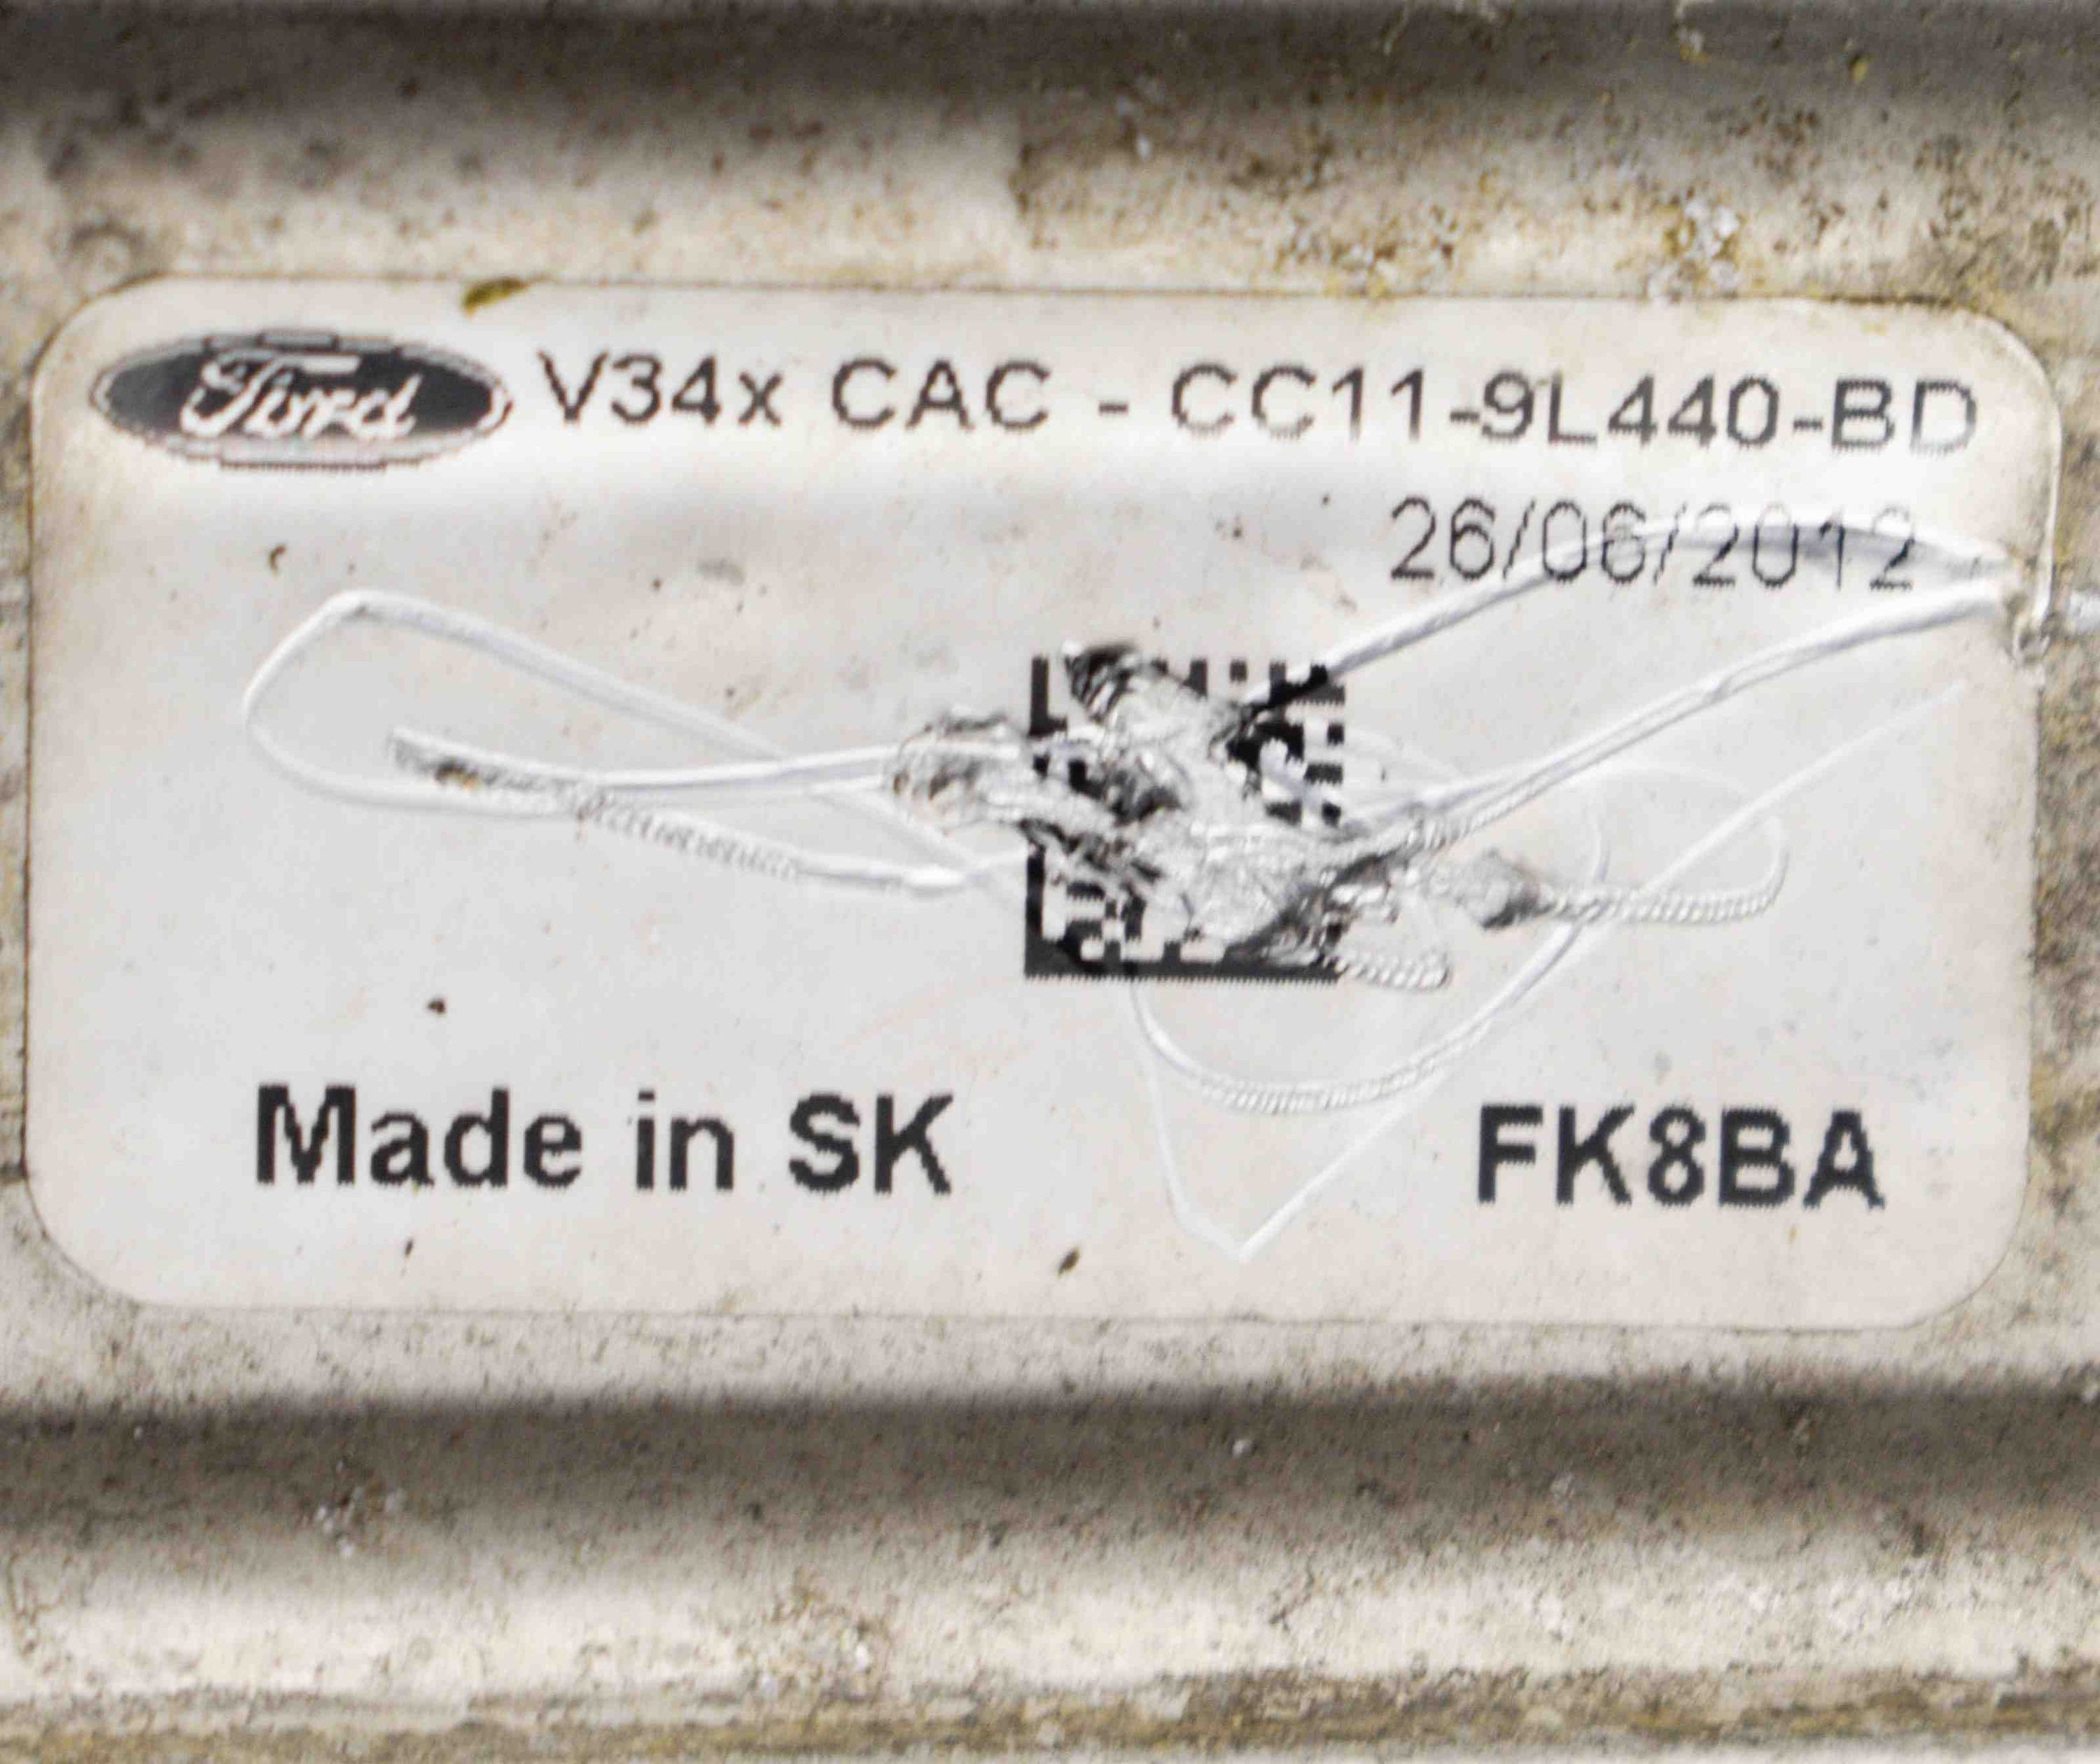 Ford V34x CAC - CC11-9L440-BD
26/06/2012
Made in SK FK8BA